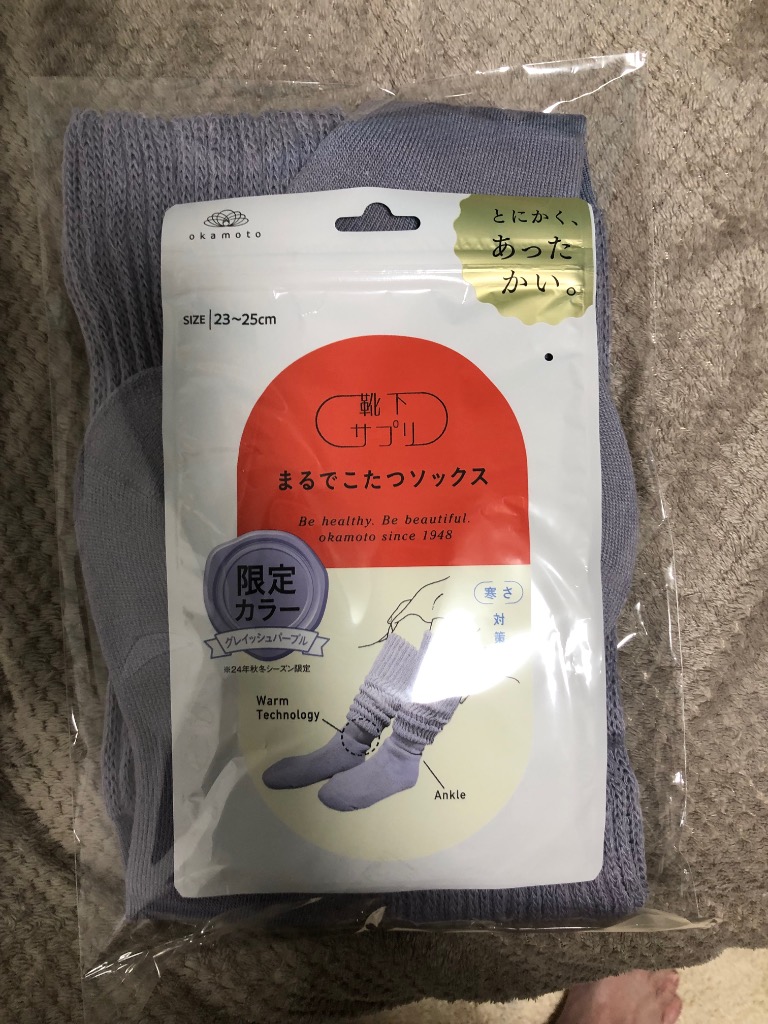 okamoto
とにかく、
あった
かい。
SIZE 23〜25cm
靴下
サプリ
まるでこたつソックス
Be healthy. Be beautiful.
okamoto since 1948
限定
カラー
グレイッシュパープル
※24年秋冬シーズン限定
寒さ
対策
Warm
Technology
Ankle